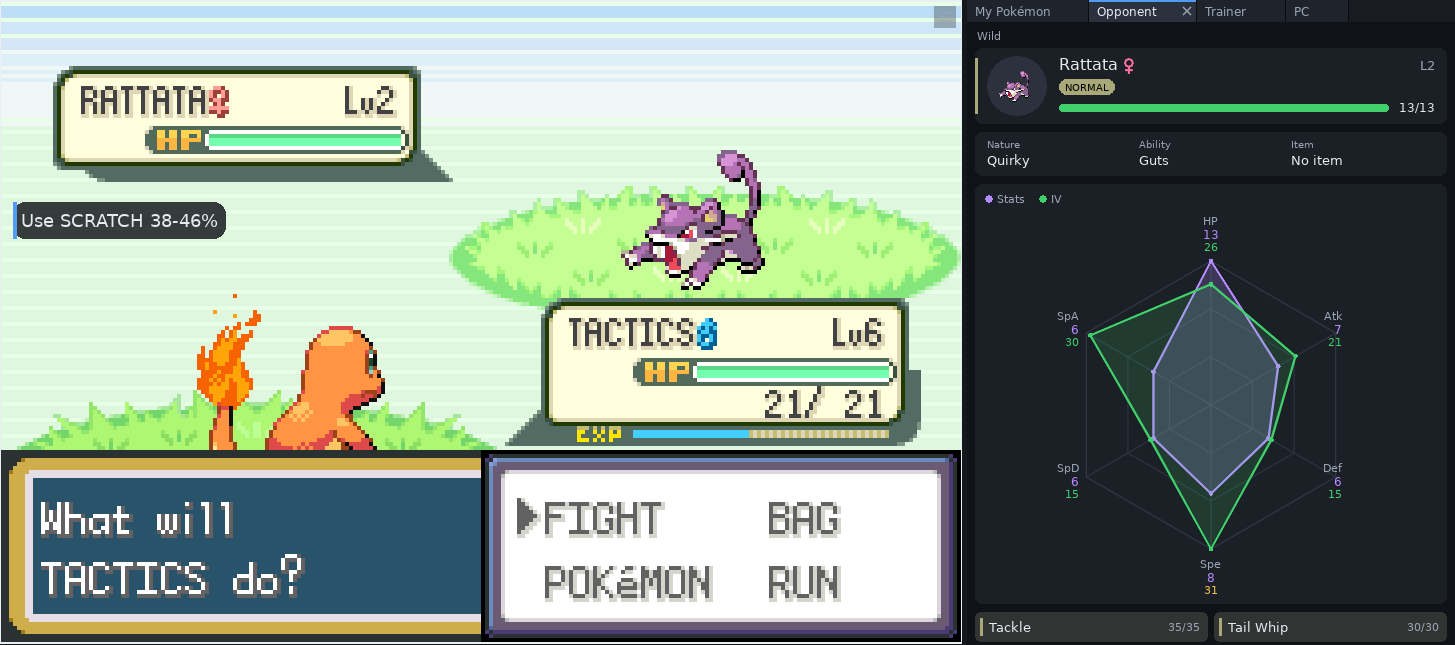 RATTATA♀ Lv2
HP
Use SCRATCH 38-46%
TACTICS Lv6
HP
21/ 21
EXP
What will
TACTICS do?
FIGHT BAG
POKéMON RUN
My Pokémon Opponent Trainer PC
Wild
Rattata ♀ L2
NORMAL
13/13
Nature Ability Item
Quirky Guts No item
Stats IV
HP
13
26
SpA Atk
6 7
30 21
SpD Def
6 6
15 15
Spe
8
31
Tackle 35/35 Tail Whip 30/30